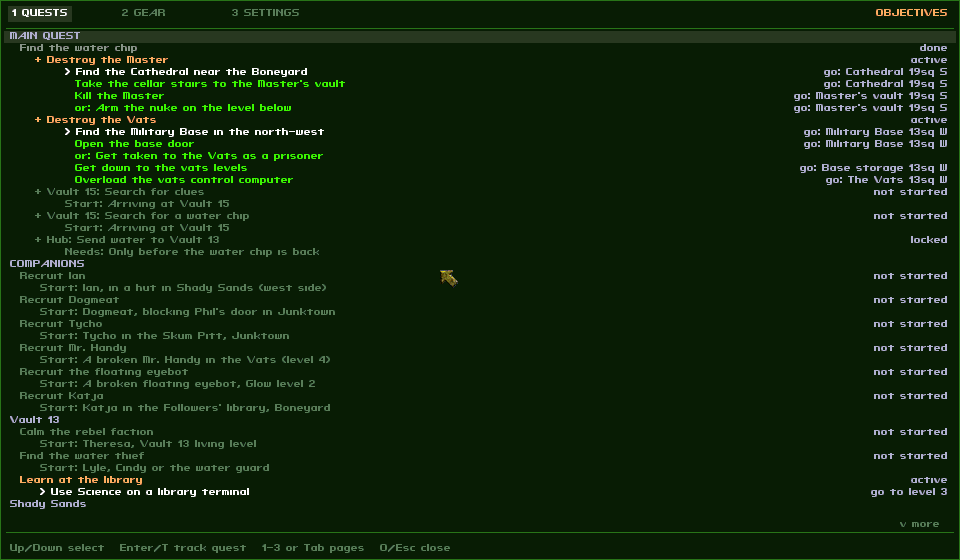 1 QUESTS 2 GEAR 3 SETTINGS OBJECTIVES
MAIN QUEST
Find the water chip done
+ Destroy the Master active
> Find the Cathedral near the Boneyard go: Cathedral 19sq S
Take the cellar stairs to the Master's vault go: Cathedral 19sq S
Kill the Master go: Master's vault 19sq S
or: Arm the nuke on the level below go: Master's vault 19sq S
+ Destroy the Vats active
> Find the Military Base in the north-west go: Military Base 13sq W
Open the base door go: Military Base 13sq W
or: Get taken to the Vats as a prisoner
Get down to the vats levels go: Base storage 13sq W
Overload the vats control computer go: The Vats 13sq W
+ Vault 15: Search for clues not started
Start: Arriving at Vault 15
+ Vault 15: Search for a water chip not started
Start: Arriving at Vault 15
+ Hub: Send water to Vault 13 locked
Needs: Only before the water chip is back
COMPANIONS
Recruit Ian not started
Start: Ian, in a hut in Shady Sands (west side)
Recruit Dogmeat not started
Start: Dogmeat, blocking Phil's door in Junktown
Recruit Tycho not started
Start: Tycho in the Skum Pitt, Junktown
Recruit Mr. Handy not started
Start: A broken Mr. Handy in the Vats (level 4)
Recruit the floating eyebot not started
Start: A broken floating eyebot, Glow level 2
Recruit Katja not started
Start: Katja in the Followers' library, Boneyard
Vault 13
Calm the rebel faction not started
Start: Theresa, Vault 13 living level
Find the water thief not started
Start: Lyle, Cindy or the water guard
Learn at the library active
> Use Science on a library terminal go to level 3
Shady Sands
v more
Up/Down select Enter/T track quest 1-3 or Tab pages O/Esc close